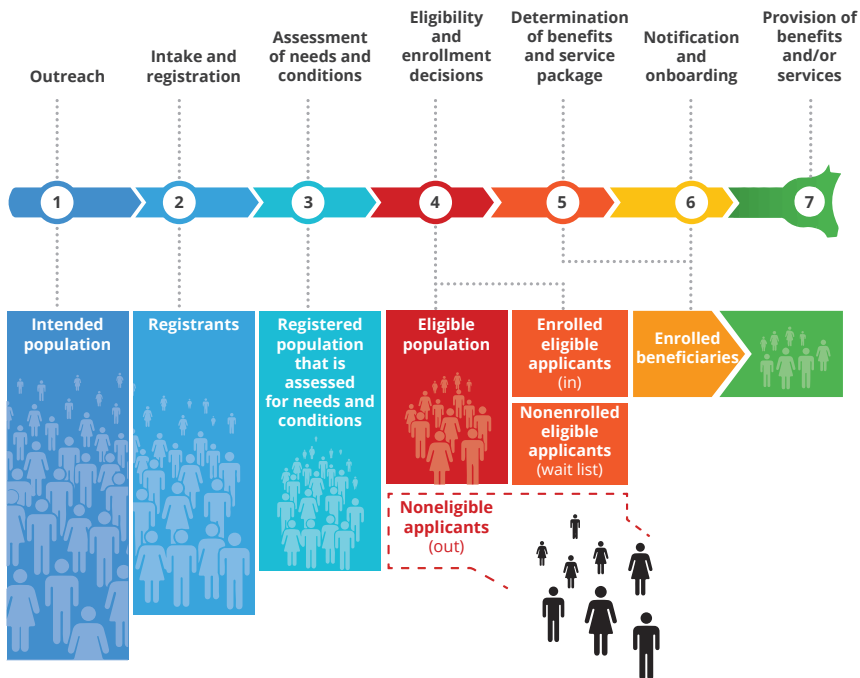 Outreach
Intake and
registration
Assessment
of needs and
conditions
Eligibility
and
enrollment
decisions
Determination
of benefits
and service
package
Notification
and
onboarding
Provision of
benefits
and/or
services
1
2
3
4
5
6
7
Intended
population
Registrants
Registered
population
that is
assessed
for needs and
conditions
Eligible
population
Enrolled
eligible
applicants
(in)
Nonenrolled
eligible
applicants
(wait list)
Enrolled
beneficiaries
Noneligible
applicants
(out)